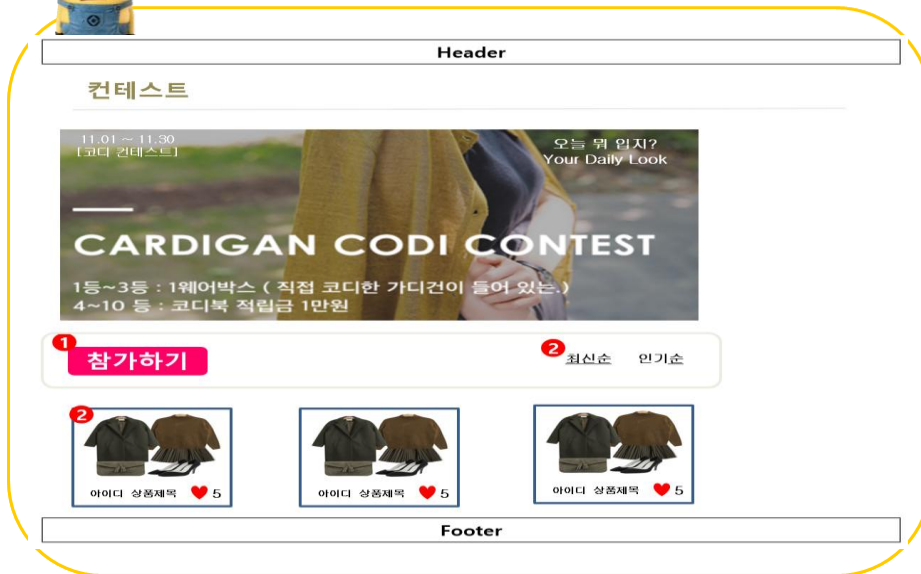 Header
컨테스트
11.01 ~ 11.30
[코디 컨테스트]
오늘 뭐 입지?
Your Daily Look
CARDIGAN CODI CONTEST
1등~3등 : 1웨어박스 ( 직접 코디한 가디건이 들어 있는.)
4~10 등 : 코디북 적립금 1만원
1
참가하기
2
최신순 인기순
2
아이디 상품제목 5
아이디 상품제목 5
아이디 상품제목 5
Footer